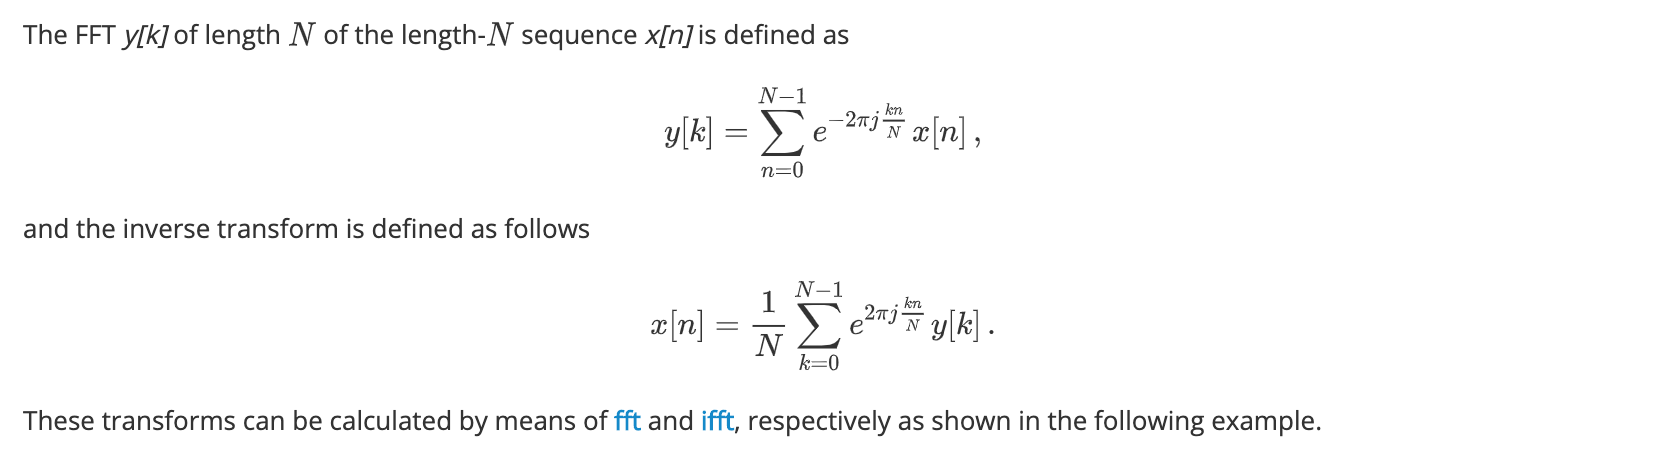 The FFT y[k] of length N of the length-N sequence x[n] is defined as
y[k] = \sum_{n=0}^{N-1} e^{-2\pi j \frac{kn}{N}} x[n] ,
and the inverse transform is defined as follows
x[n] = \frac{1}{N} \sum_{k=0}^{N-1} e^{2\pi j \frac{kn}{N}} y[k] .
These transforms can be calculated by means of fft and ifft, respectively as shown in the following example.